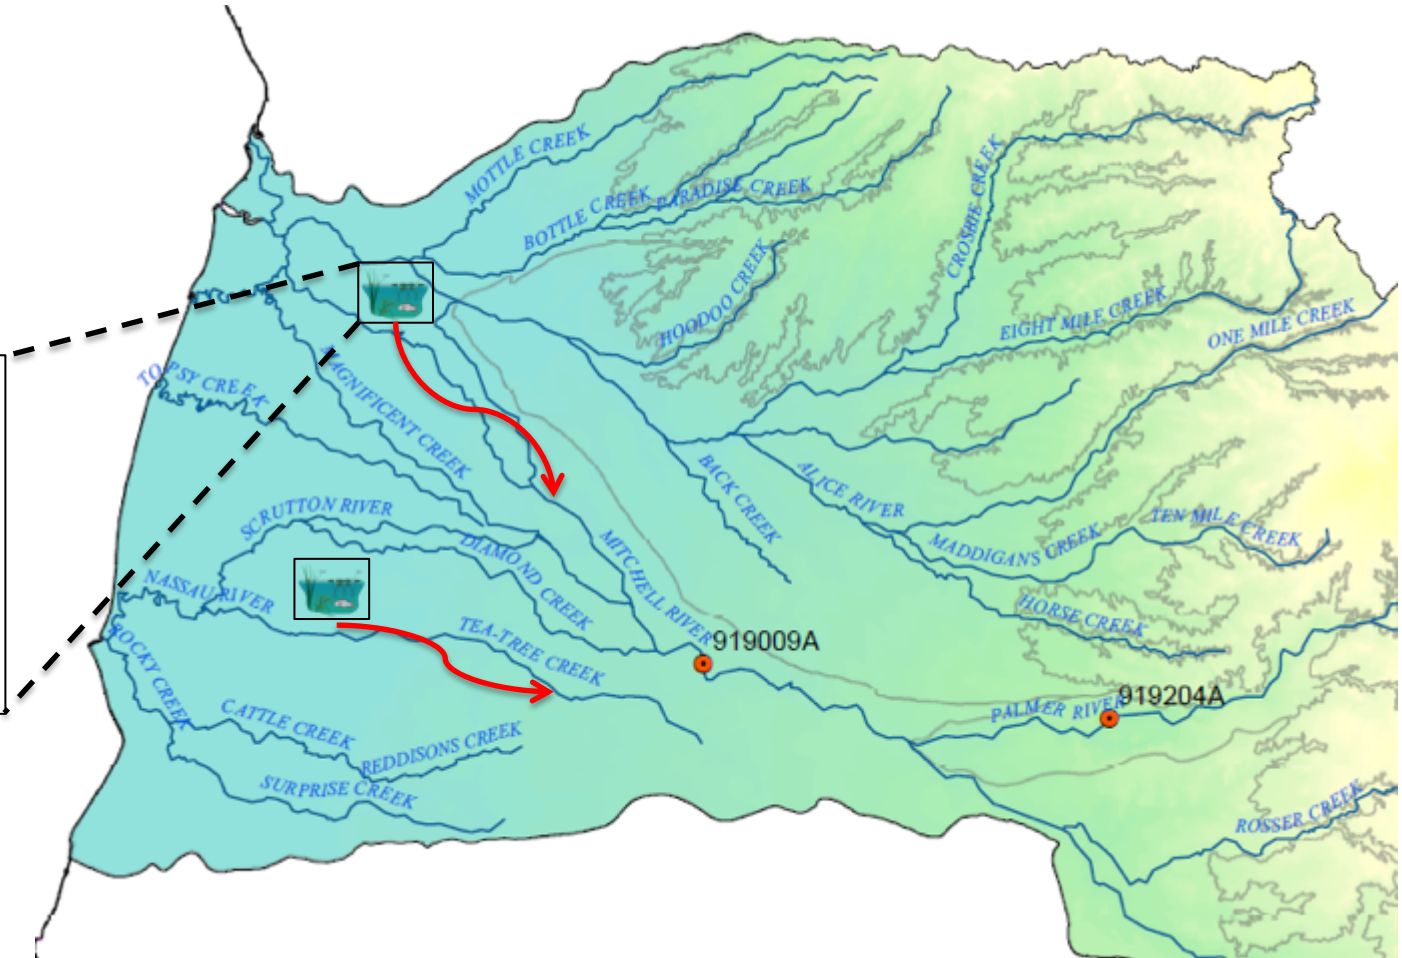 MOTTLE CREEK
BOTTLE CREEK
PARADISE CREEK
CROSBIE CREEK
HOODOO CREEK
EIGHT MILE CREEK
ONE MILE CREEK
TOPSY CREEK
MAGNIFICENT CREEK
BACK CREEK
ALICE RIVER
SCRUTTON RIVER
DIAMOND CREEK
MITCHELL RIVER
MADDIGANS CREEK
TEN MILE CREEK
NASSAU RIVER
HORSE CREEK
ROCKY CREEK
TEA-TREE CREEK
919009A
919204A
PALMER RIVER
CATTLE CREEK
REDDISONS CREEK
SURPRISE CREEK
ROSSER CREEK